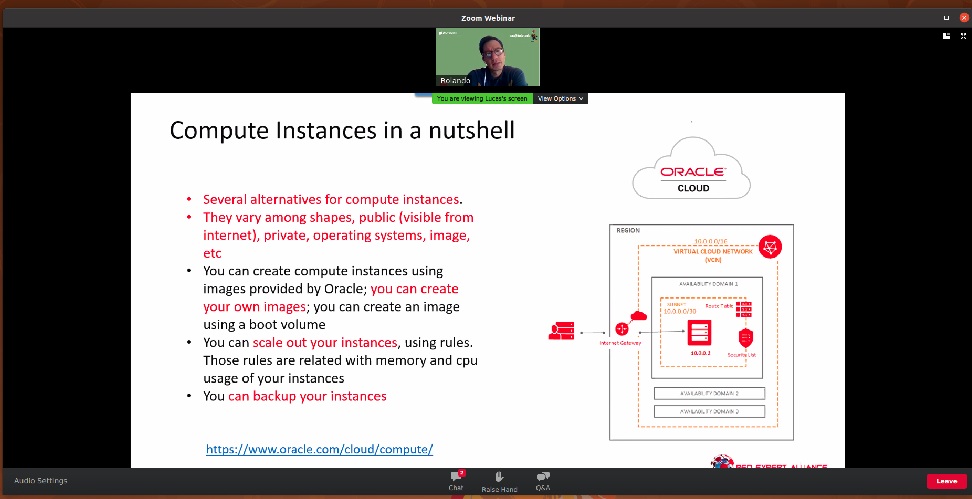 Zoom Webinar
Rolando
You are viewing Lucas's screen
View Options
Compute Instances in a nutshell
ORACLE
CLOUD
• Several alternatives for compute instances.
• They vary among shapes, public (visible from
internet), private, operating systems, image,
etc
• You can create compute instances using
images provided by Oracle; you can create
your own images; you can create an image
using a boot volume
• You can scale out your instances, using rules.
Those rules are related with memory and cpu
usage of your instances
• You can backup your instances
https://www.oracle.com/cloud/compute/
REGION
10.0.0.0/16
VIRTUAL CLOUD NETWORK
(VCN)
AVAILABILITY DOMAIN 1
SUBNET
10.0.0.0/30
Route Table
Internet Gateway
10.0.0.2
Security List
AVAILABILITY DOMAIN 2
AVAILABILITY DOMAIN 3
RED EXPERT ALLIANCE
Audio Settings
Chat
2
Raise Hand
Q&A
Leave